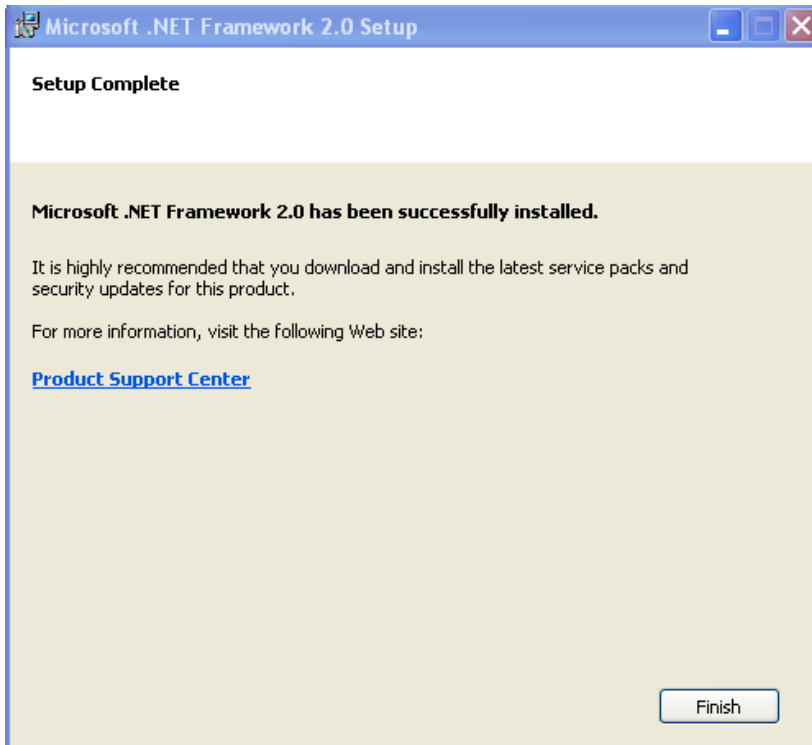 Microsoft .NET Framework 2.0 Setup
Setup Complete
Microsoft .NET Framework 2.0 has been successfully installed.
It is highly recommended that you download and install the latest service packs and
security updates for this product.
For more information, visit the following Web site:
Product Support Center
Finish